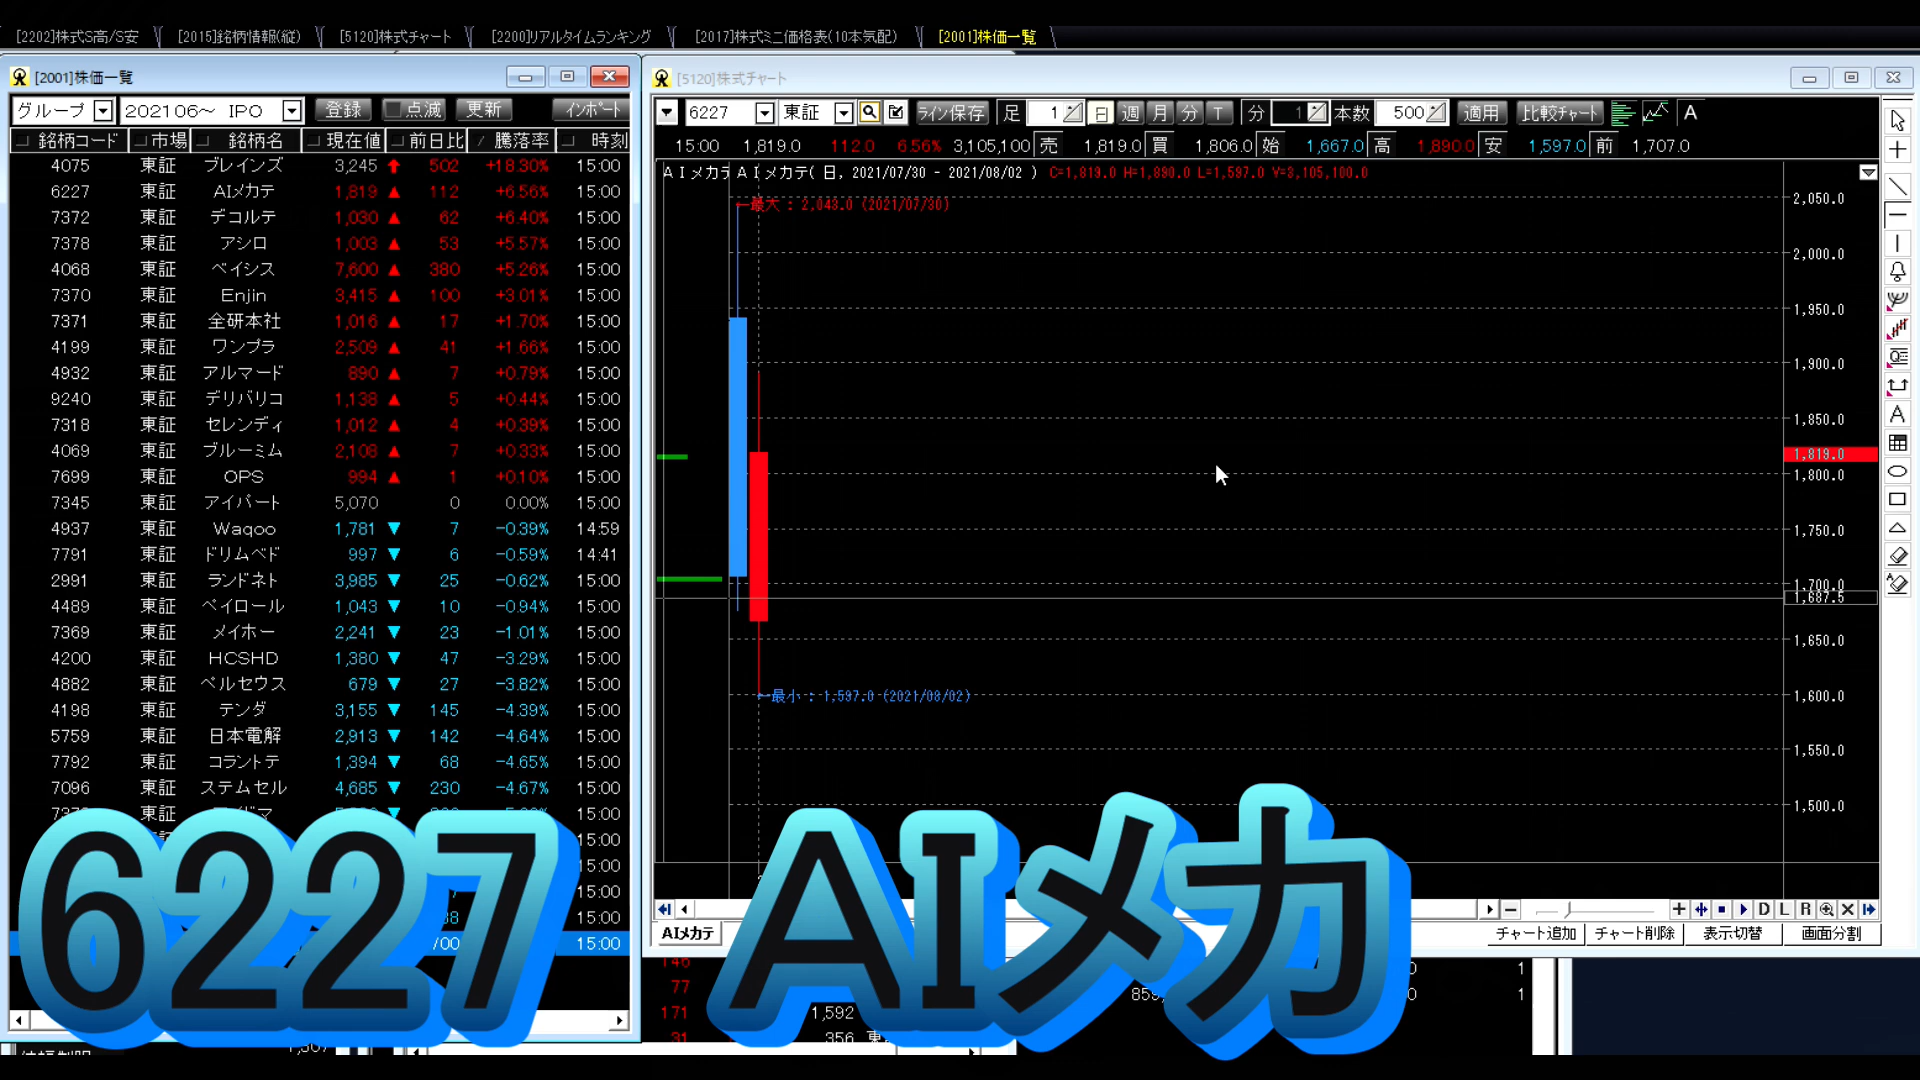 [2202]株式S高/S安 [2015]銘柄情報(縦) [5120]株式チャート [2200]リアルタイムランキング [2017]株式ミニ価格表(10本気配) [2001]株価一覧
[2001]株価一覧
グループ 202106～ IPO 登録 点滅 更新 インポート
銘柄コード 市場 銘柄名 現在値 前日比 騰落率 時刻
4075 東証 ブレインズ 3,245 502 +18.30% 15:00
6227 東証 AIメカテ 1,819 ▲ 112 +6.56% 15:00
7372 東証 デコルテ 1,030 ▲ 62 +6.40% 15:00
7378 東証 アシロ 1,003 ▲ 53 +5.57% 15:00
4068 東証 ベイシス 7,600 ▲ 380 +5.26% 15:00
7370 東証 Enjin 3,415 ▲ 100 +3.01% 15:00
7371 東証 全研本社 1,016 ▲ 17 +1.70% 15:00
4199 東証 ワンプラ 2,509 ▲ 41 +1.66% 15:00
4932 東証 アルマード 890 ▲ 7 +0.79% 15:00
9240 東証 デリバリコ 1,138 ▲ 5 +0.44% 15:00
7318 東証 セレンディ 1,012 ▲ 4 +0.39% 15:00
4069 東証 ブルーミム 2,108 ▲ 7 +0.33% 15:00
7699 東証 OPS 994 ▲ 1 +0.10% 15:00
7345 東証 アイパート 5,070 0 0.00% 15:00
4937 東証 Waqoo 1,781 ▼ 7 -0.39% 14:59
7791 東証 ドリムベド 997 ▼ 6 -0.59% 14:41
2991 東証 ランドネト 3,985 ▼ 25 -0.62% 15:00
4489 東証 ペイロール 1,043 ▼ 10 -0.94% 15:00
7369 東証 メイホー 2,241 ▼ 23 -1.01% 15:00
4200 東証 HCSHD 1,380 ▼ 47 -3.29% 15:00
4882 東証 ペルセウス 679 ▼ 27 -3.82% 15:00
4198 東証 テンダ 3,155 ▼ 145 -4.39% 15:00
5759 東証 日本電解 2,913 ▼ 142 -4.64% 15:00
7792 東証 コラントテ 1,394 ▼ 68 -4.65% 15:00
7096 東証 ステムセル 4,685 ▼ 230 -4.67% 15:00
15:00
15:00
15:00
15:00
15:00
15:00
[5120]株式チャート
6227 東証 ライン保存 足 1 日 週 月 分 T 分 1 本数 500 適用 比較チャート A
15:00 1,819.0 112.0 6.56% 3,105,100 売 1,819.0 買 1,806.0 始 1,667.0 高 1,890.0 安 1,597.0 前 1,707.0
AIメカテ AIメカテ( 日, 2021/07/30 - 2021/08/02 ) C=1,819.0 H=1,890.0 L=1,597.0 V=3,105,100.0
最大 : 2,043.0 (2021/07/30)
2,050.0
2,000.0
1,950.0
1,900.0
1,850.0
1,819.0
1,800.0
1,750.0
1,700.0
1,687.5
1,650.0
最小 : 1,597.0 (2021/08/02)
1,600.0
1,550.0
1,500.0
D L R
AIメカテ チャート追加 チャート削除 表示切替 画面分割
146
77
171 1,592
31 356
1
1
6227 AIメカ